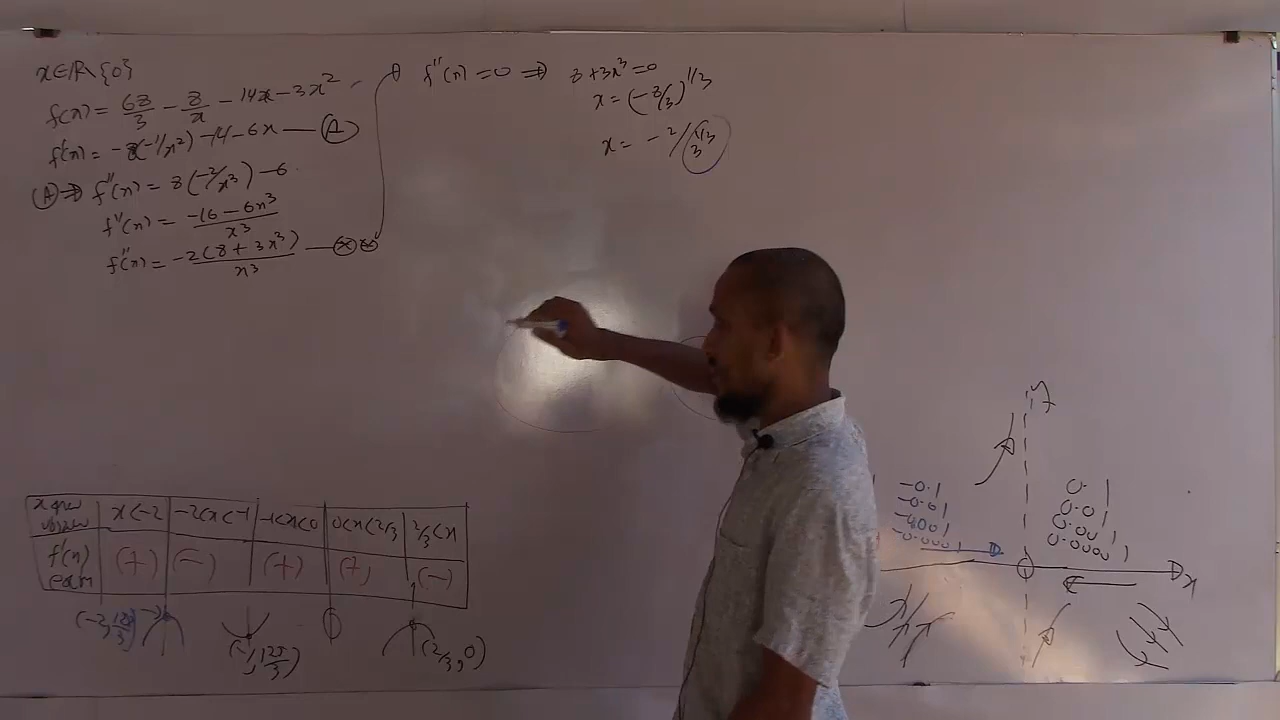 x∈ℝ{0}
f(x) = 68/3 - 8/x - 14x - 3x²
f'(x) = -8(-1/x²) - 14 - 6x — (A)
(A) ⇒ f''(x) = 8(-2/x³) - 6
f''(x) = (-16 - 6x³)/x³
f''(x) = -2(8 + 3x³)/x³ —
f''(x) = 0 ⇒ 8 + 3x³ = 0
x = (-8/3)^1/3
x = -2/3^1/3
x<-2 | -2<x<-1 | -1<x<0 | 0<x<2/3 | 2/3<x
f'(x) | (+) | (-) | (+) | (+) | (-)
(2/3, 0)
y
-0.1
-0.01
-0.001
-0.0001
0.1
0.01
0.001
0.0001
x